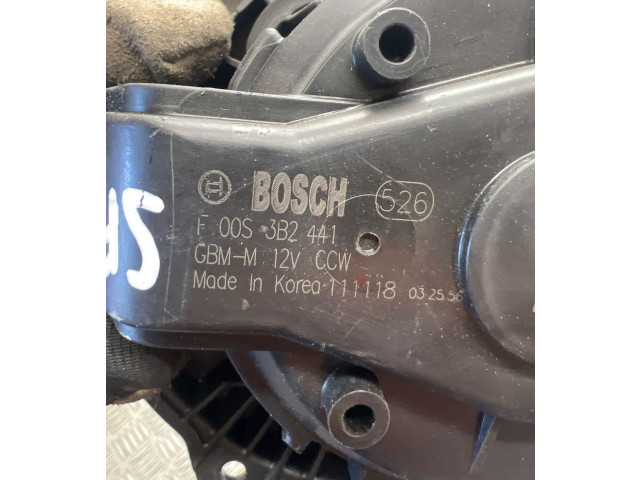 BOSCH 526
F 00S 3B2 441
GBM-M 12V CCW
Made In Korea 111118 03 25 56